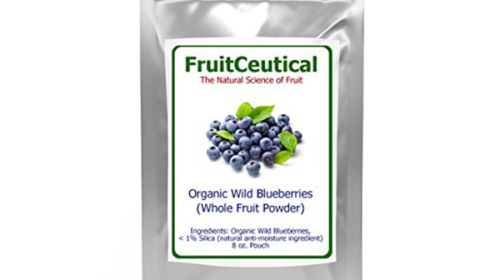 FruitCeutical
The Natural Science of Fruit
Organic Wild Blueberries
(Whole Fruit Powder)
Ingredients: Organic Wild Blueberries,
< 1% Silica (natural anti-moisture ingredient)
8 oz. Pouch